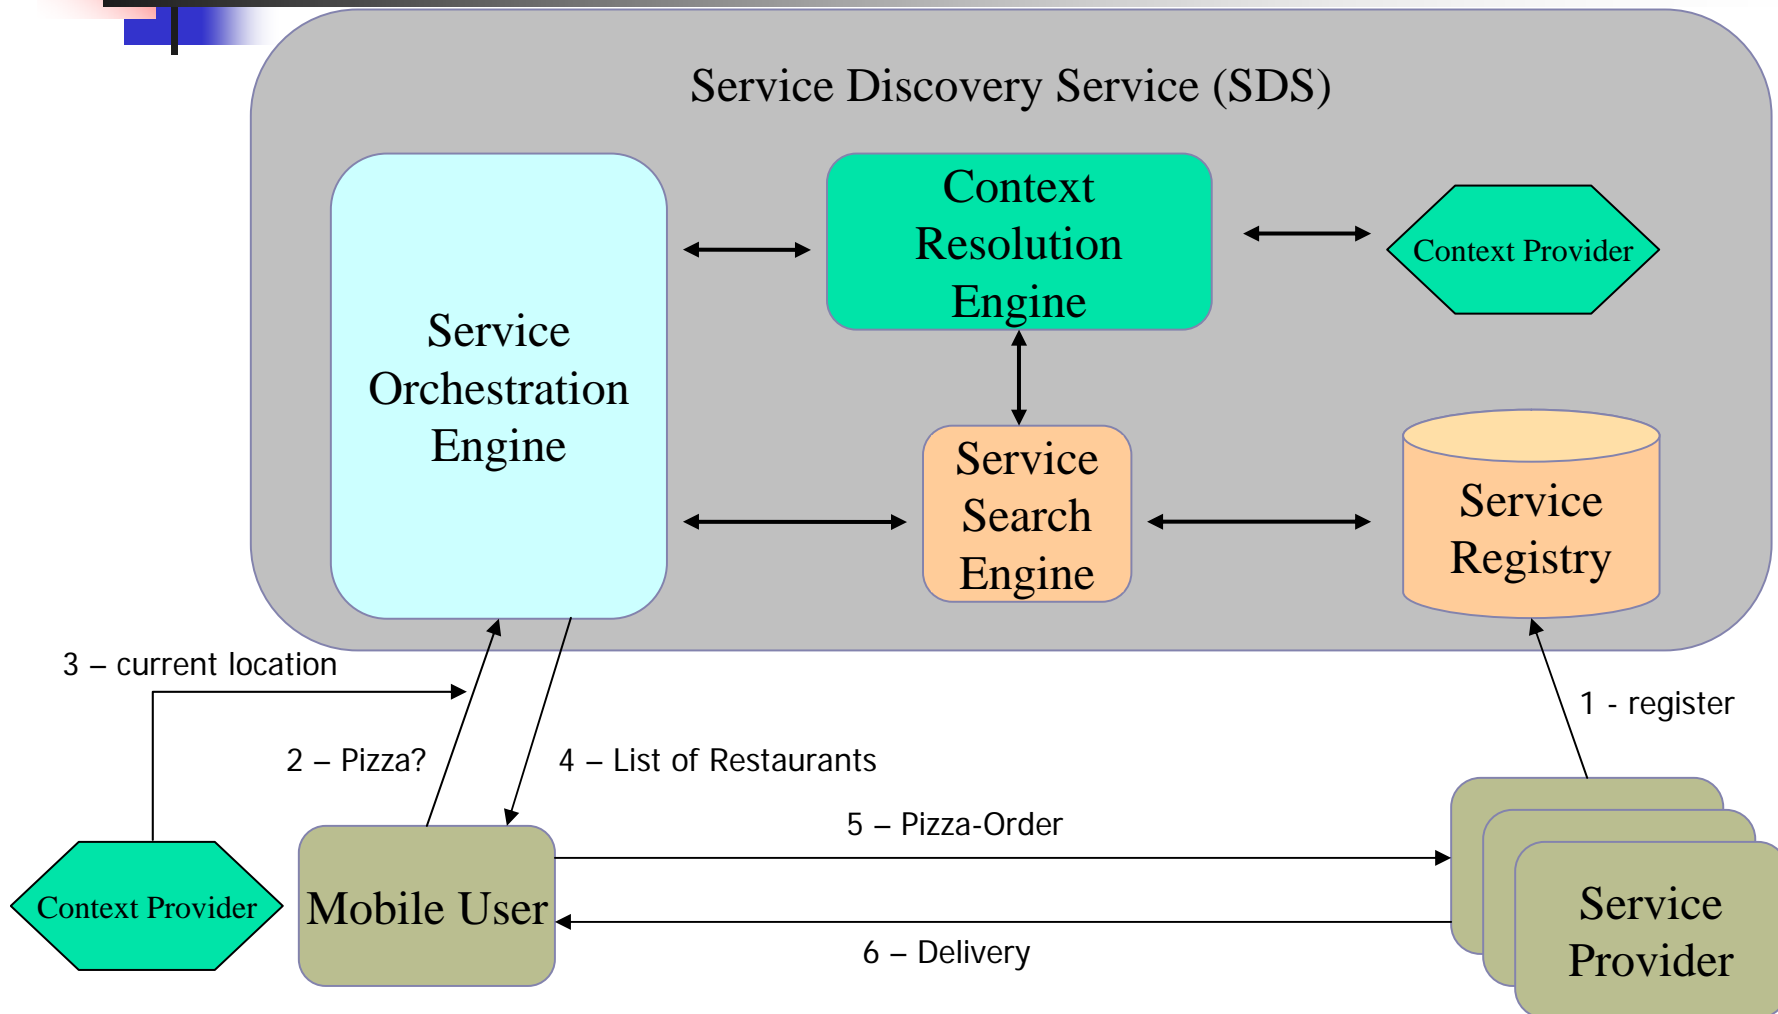 Service Discovery Service (SDS)
Service
Orchestration
Engine
Context
Resolution
Engine
Context Provider
Service
Search
Engine
Service
Registry
3 – current location
1 - register
2 – Pizza?
4 – List of Restaurants
5 – Pizza-Order
Context Provider
Mobile User
6 – Delivery
Service
Provider